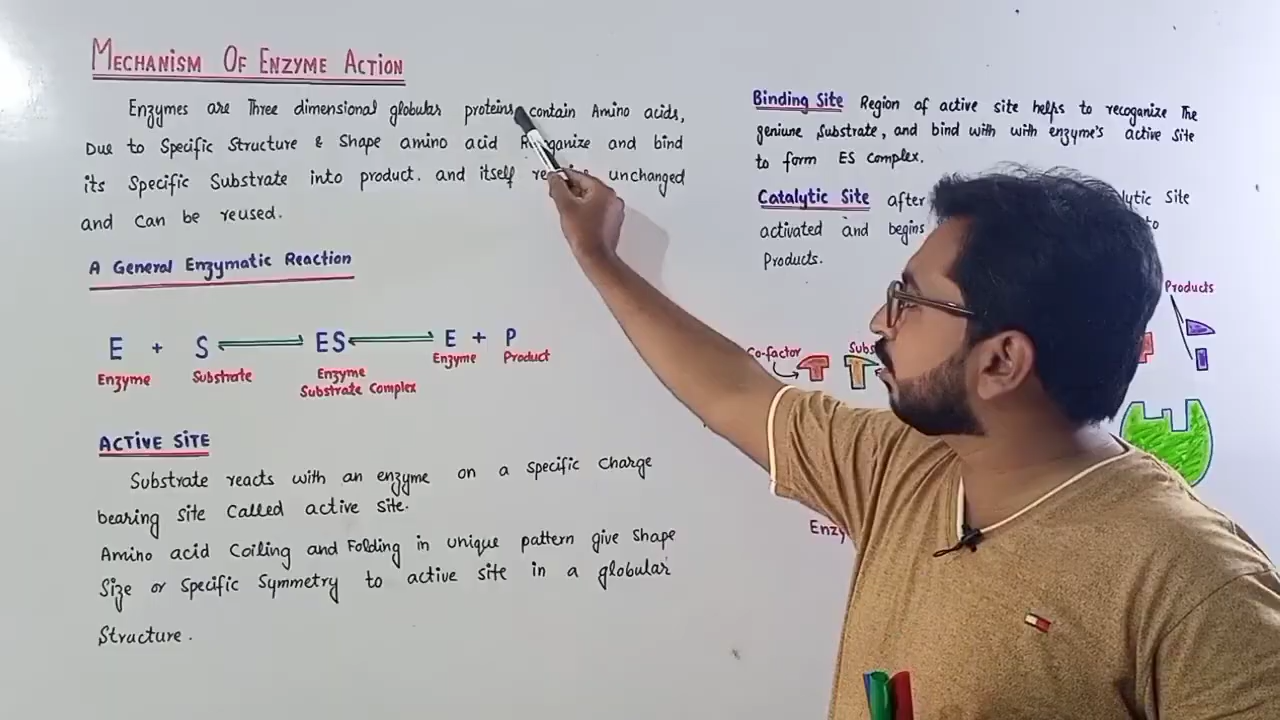 MECHANISM OF ENZYME ACTION
Enzymes are Three dimensional globular proteins contain Amino acids,
Due to Specific Structure & Shape amino acid and bind
its Specific Substrate into product. and itself unchanged
and Can be reused.
A General Enzymatic Reaction
E + S ES E + P
Enzyme Substrate Enzyme Substrate Complex Enzyme Product
ACTIVE SITE
Substrate reacts with an enzyme on a specific charge
bearing site called active site.
Amino acid Coiling and Folding in unique pattern give shape
Size or Specific Symmetry to active site in a globular
Structure.
Binding Site Region of active site helps to recoganize The
geniune Substrate, and bind with with enzyme's active site
to form ES complex.
Catalytic Site after Site
activated and begins
Products.
Products
Co-factor